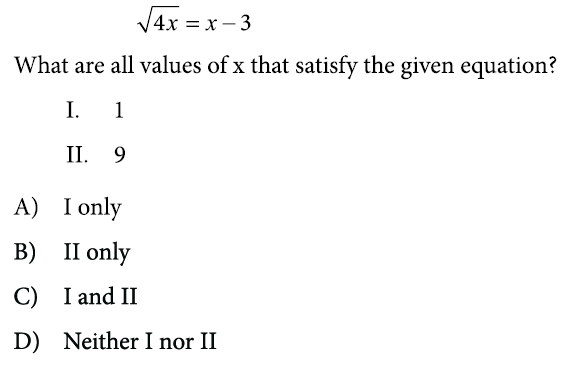 √4x = x – 3
What are all values of x that satisfy the given equation?
I. 1
II. 9
A) I only
B) II only
C) I and II
D) Neither I nor II